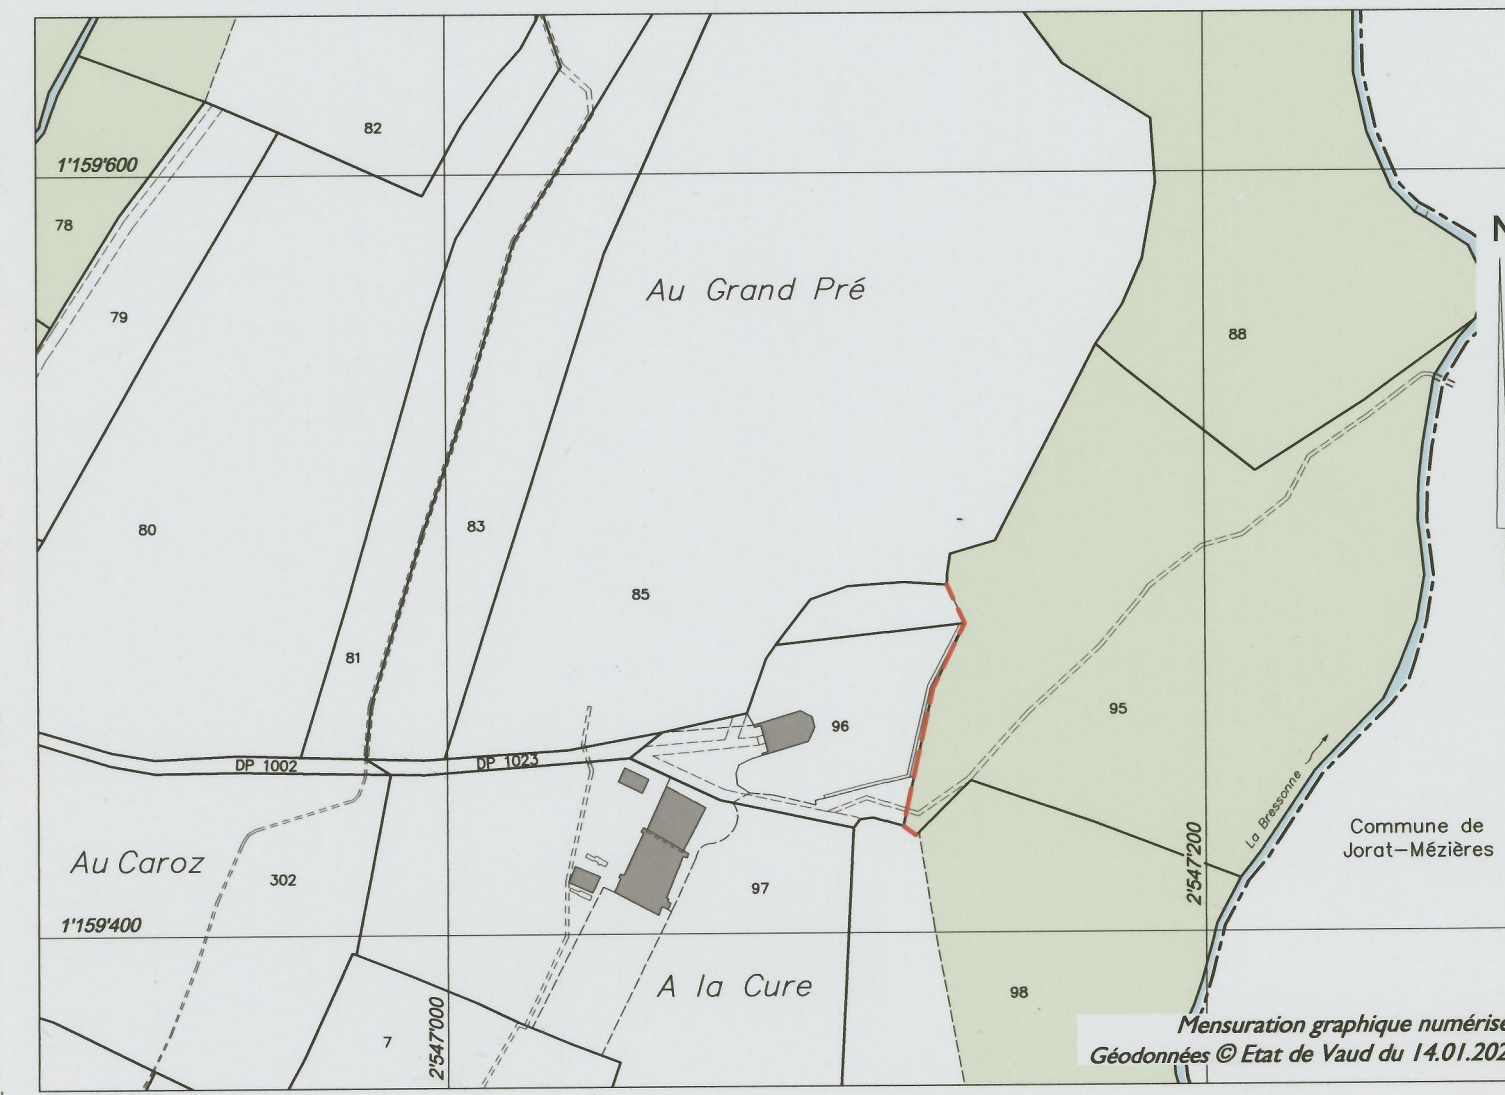 82
1'159'600
78
N
Au Grand Pré
79
88
80
83
85
81
95
96
DP 1002
DP 1023
La Bressonne
Commune de
Jorat-Mézières
2'547'200
Au Caroz
302
97
1'159'400
A la Cure
98
2'547'000
7
Mensuration graphique numérisé
Géodonnées © Etat de Vaud du 14.01.202